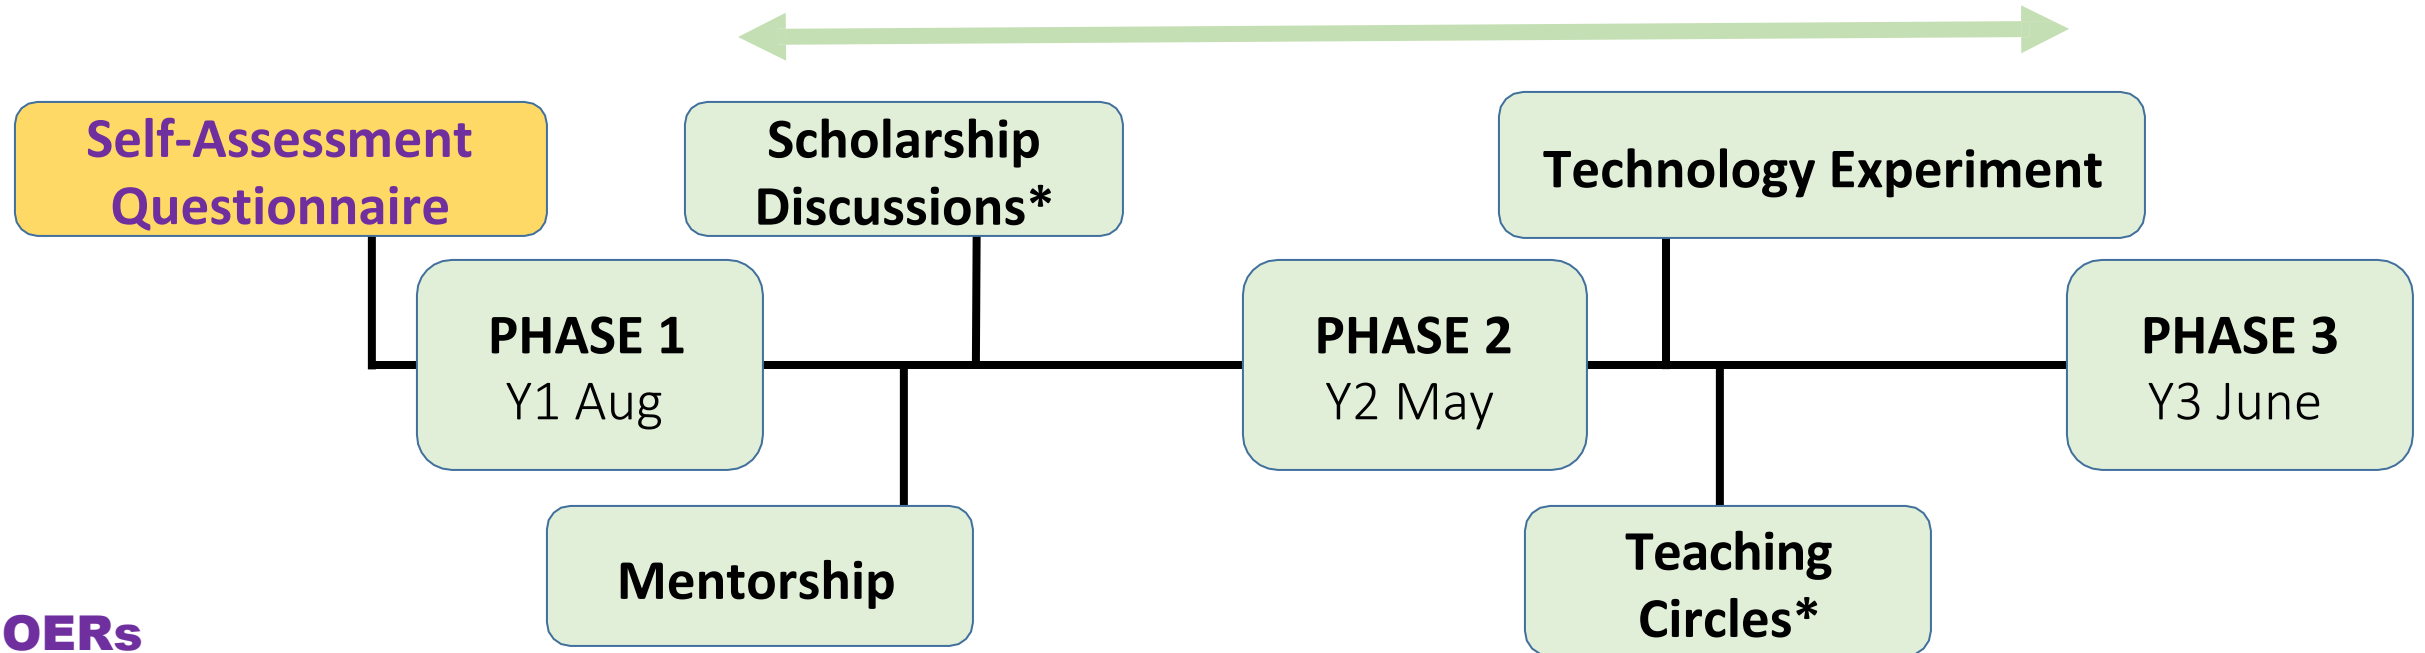 Self-Assessment
Questionnaire
Scholarship
Discussions*
Technology Experiment
PHASE 1
Y1 Aug
PHASE 2
Y2 May
PHASE 3
Y3 June
Mentorship
Teaching
Circles*
OERs